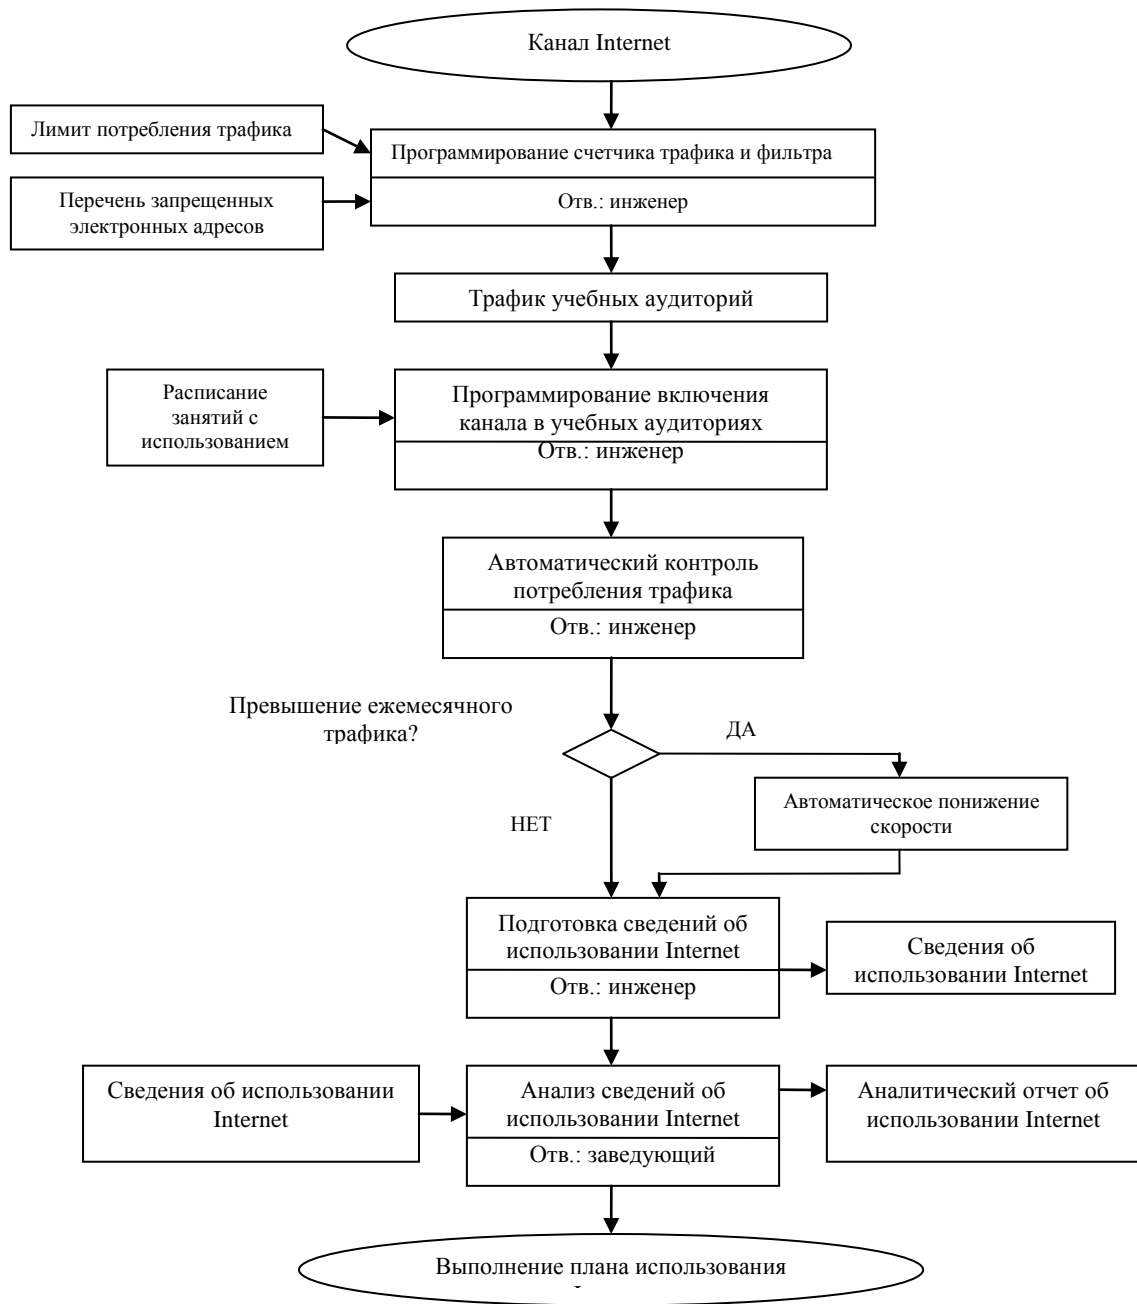 Канал Internet
Лимит потребления трафика
Программирование счетчика трафика и фильтра
Перечень запрещенных
электронных адресов
Отв.: инженер
Трафик учебных аудиторий
Расписание
занятий с
использованием
Программирование включения
канала в учебных аудиториях
Отв.: инженер
Автоматический контроль
потребления трафика
Отв.: инженер
Превышение ежемесячного
трафика?
ДА
Автоматическое понижение
скорости
НЕТ
Подготовка сведений об
использовании Internet
Отв.: инженер
Сведения об
использовании Internet
Сведения об использовании
Internet
Анализ сведений об
использовании Internet
Отв.: заведующий
Аналитический отчет об
использовании Internet
Выполнение плана использования